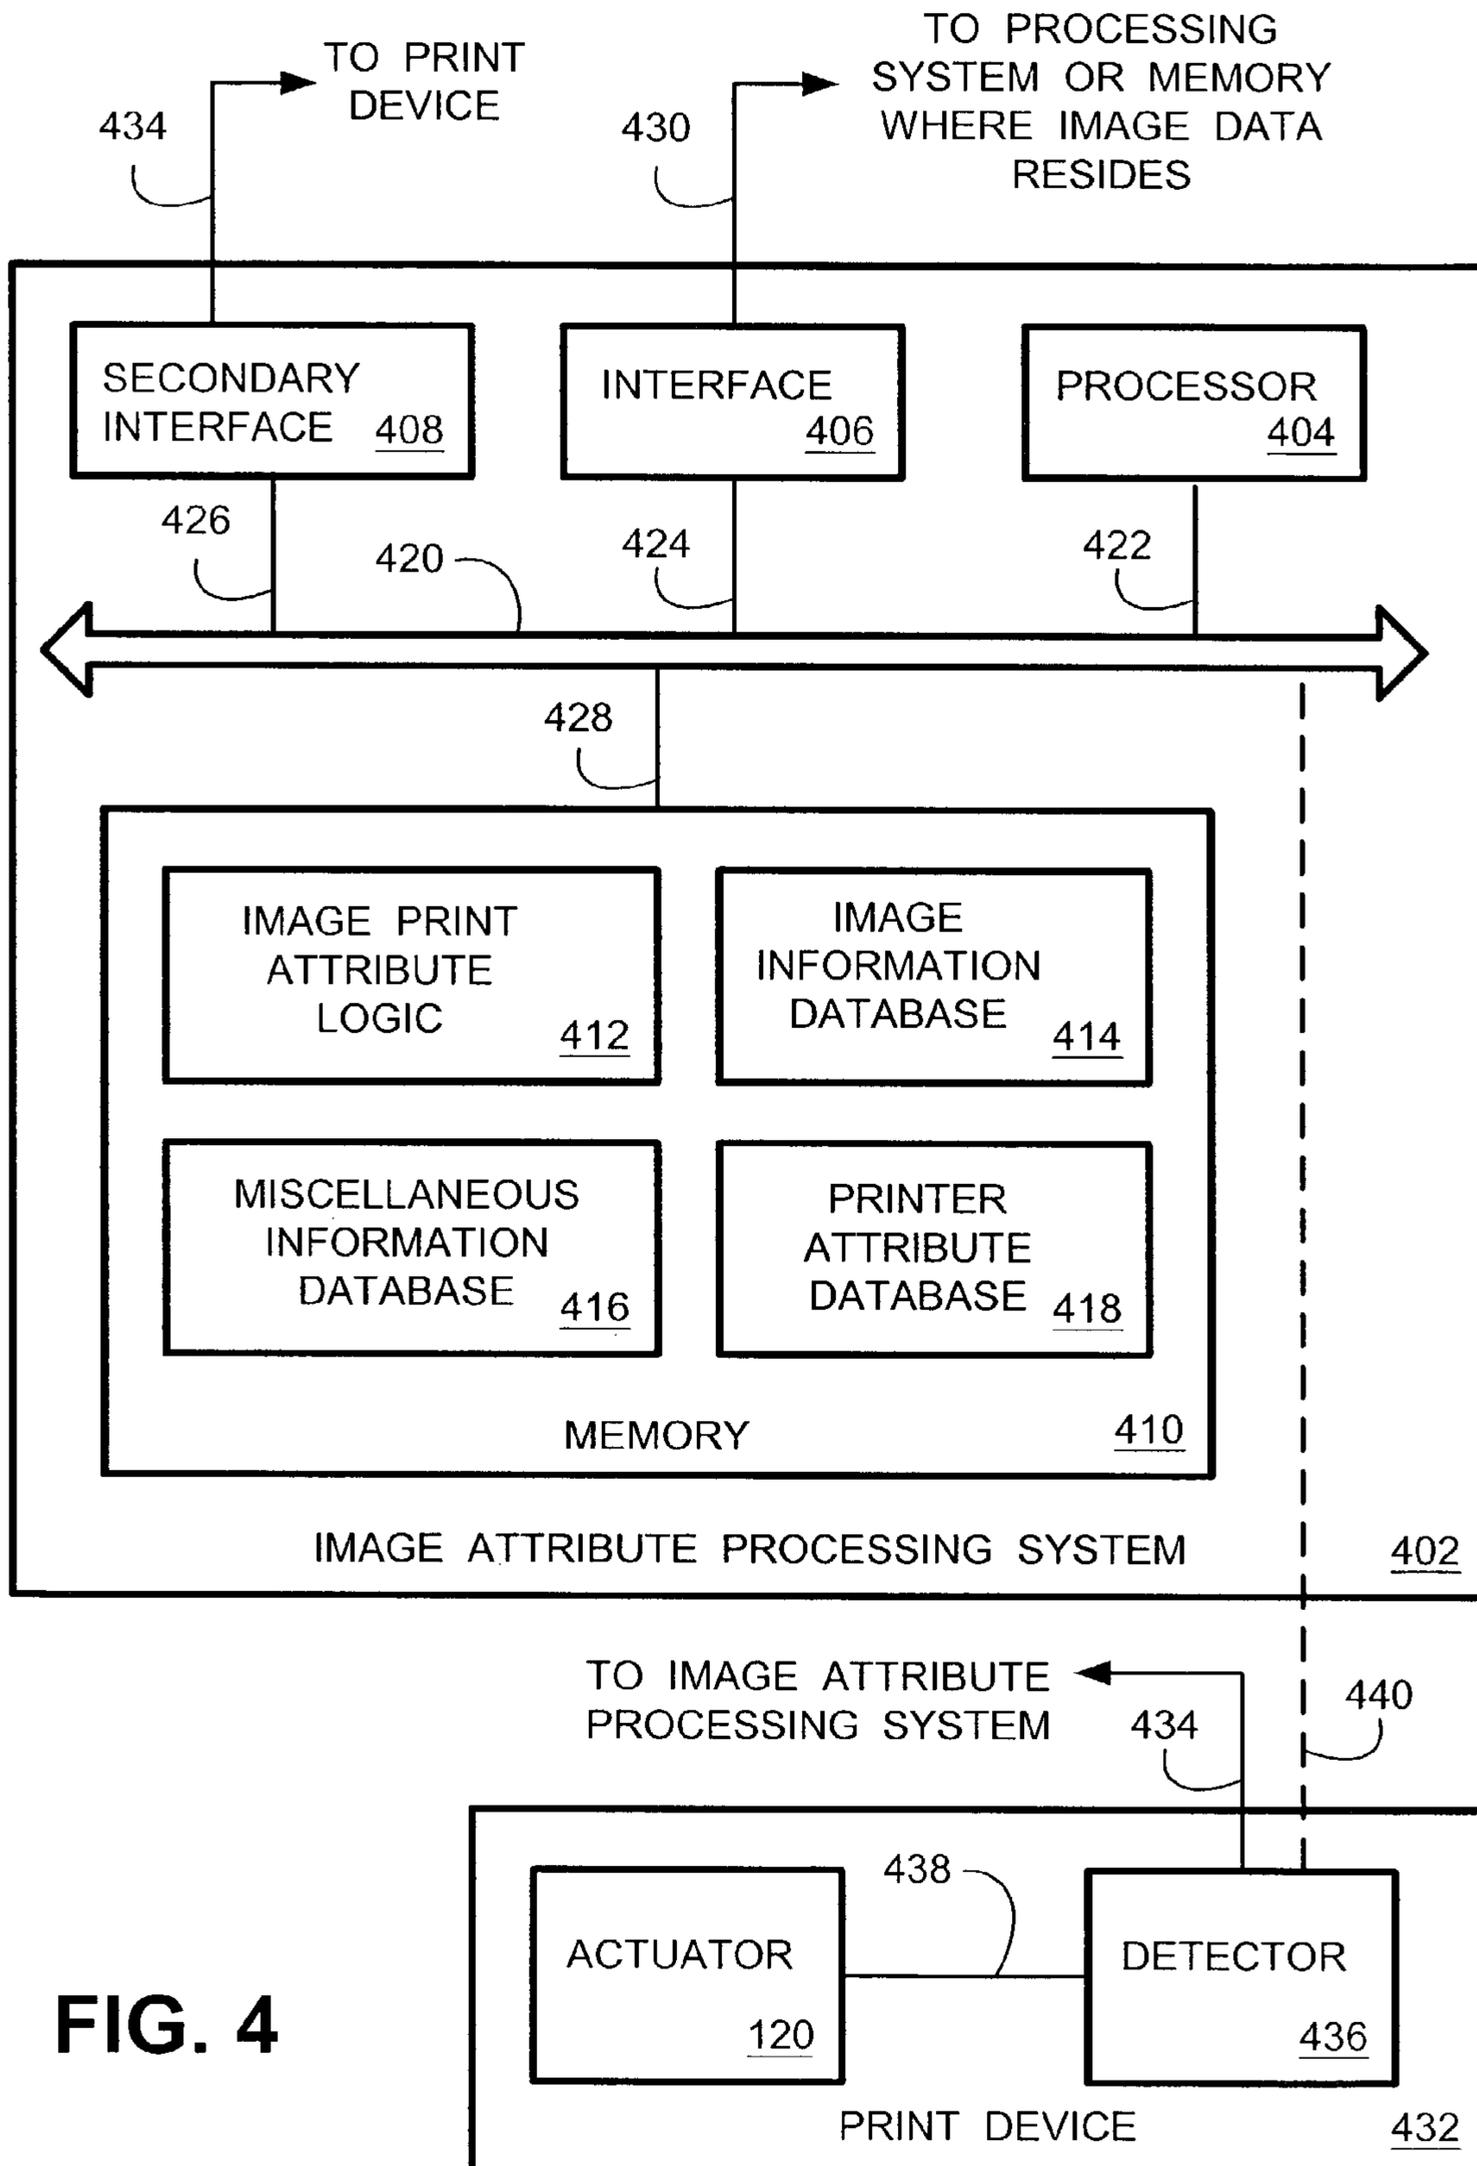 TO PRINT
DEVICE
TO PROCESSING
SYSTEM OR MEMORY
WHERE IMAGE DATA
RESIDES
434
430
SECONDARY
INTERFACE 408
INTERFACE
406
PROCESSOR
404
426
420
424
422
428
IMAGE PRINT
ATTRIBUTE
LOGIC
412
IMAGE
INFORMATION
DATABASE
414
MISCELLANEOUS
INFORMATION
DATABASE
416
PRINTER
ATTRIBUTE
DATABASE
418
MEMORY
410
IMAGE ATTRIBUTE PROCESSING SYSTEM
402
TO IMAGE ATTRIBUTE
PROCESSING SYSTEM
434
440
438
ACTUATOR
120
DETECTOR
436
PRINT DEVICE
432
FIG. 4